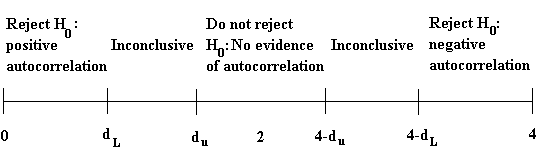 Reject H0:
positive
autocorrelation
Inconclusive
Do not reject
H0: No evidence
of autocorrelation
Inconclusive
Reject H0:
negative
autocorrelation
0 dL du 2 4-du 4-dL 4